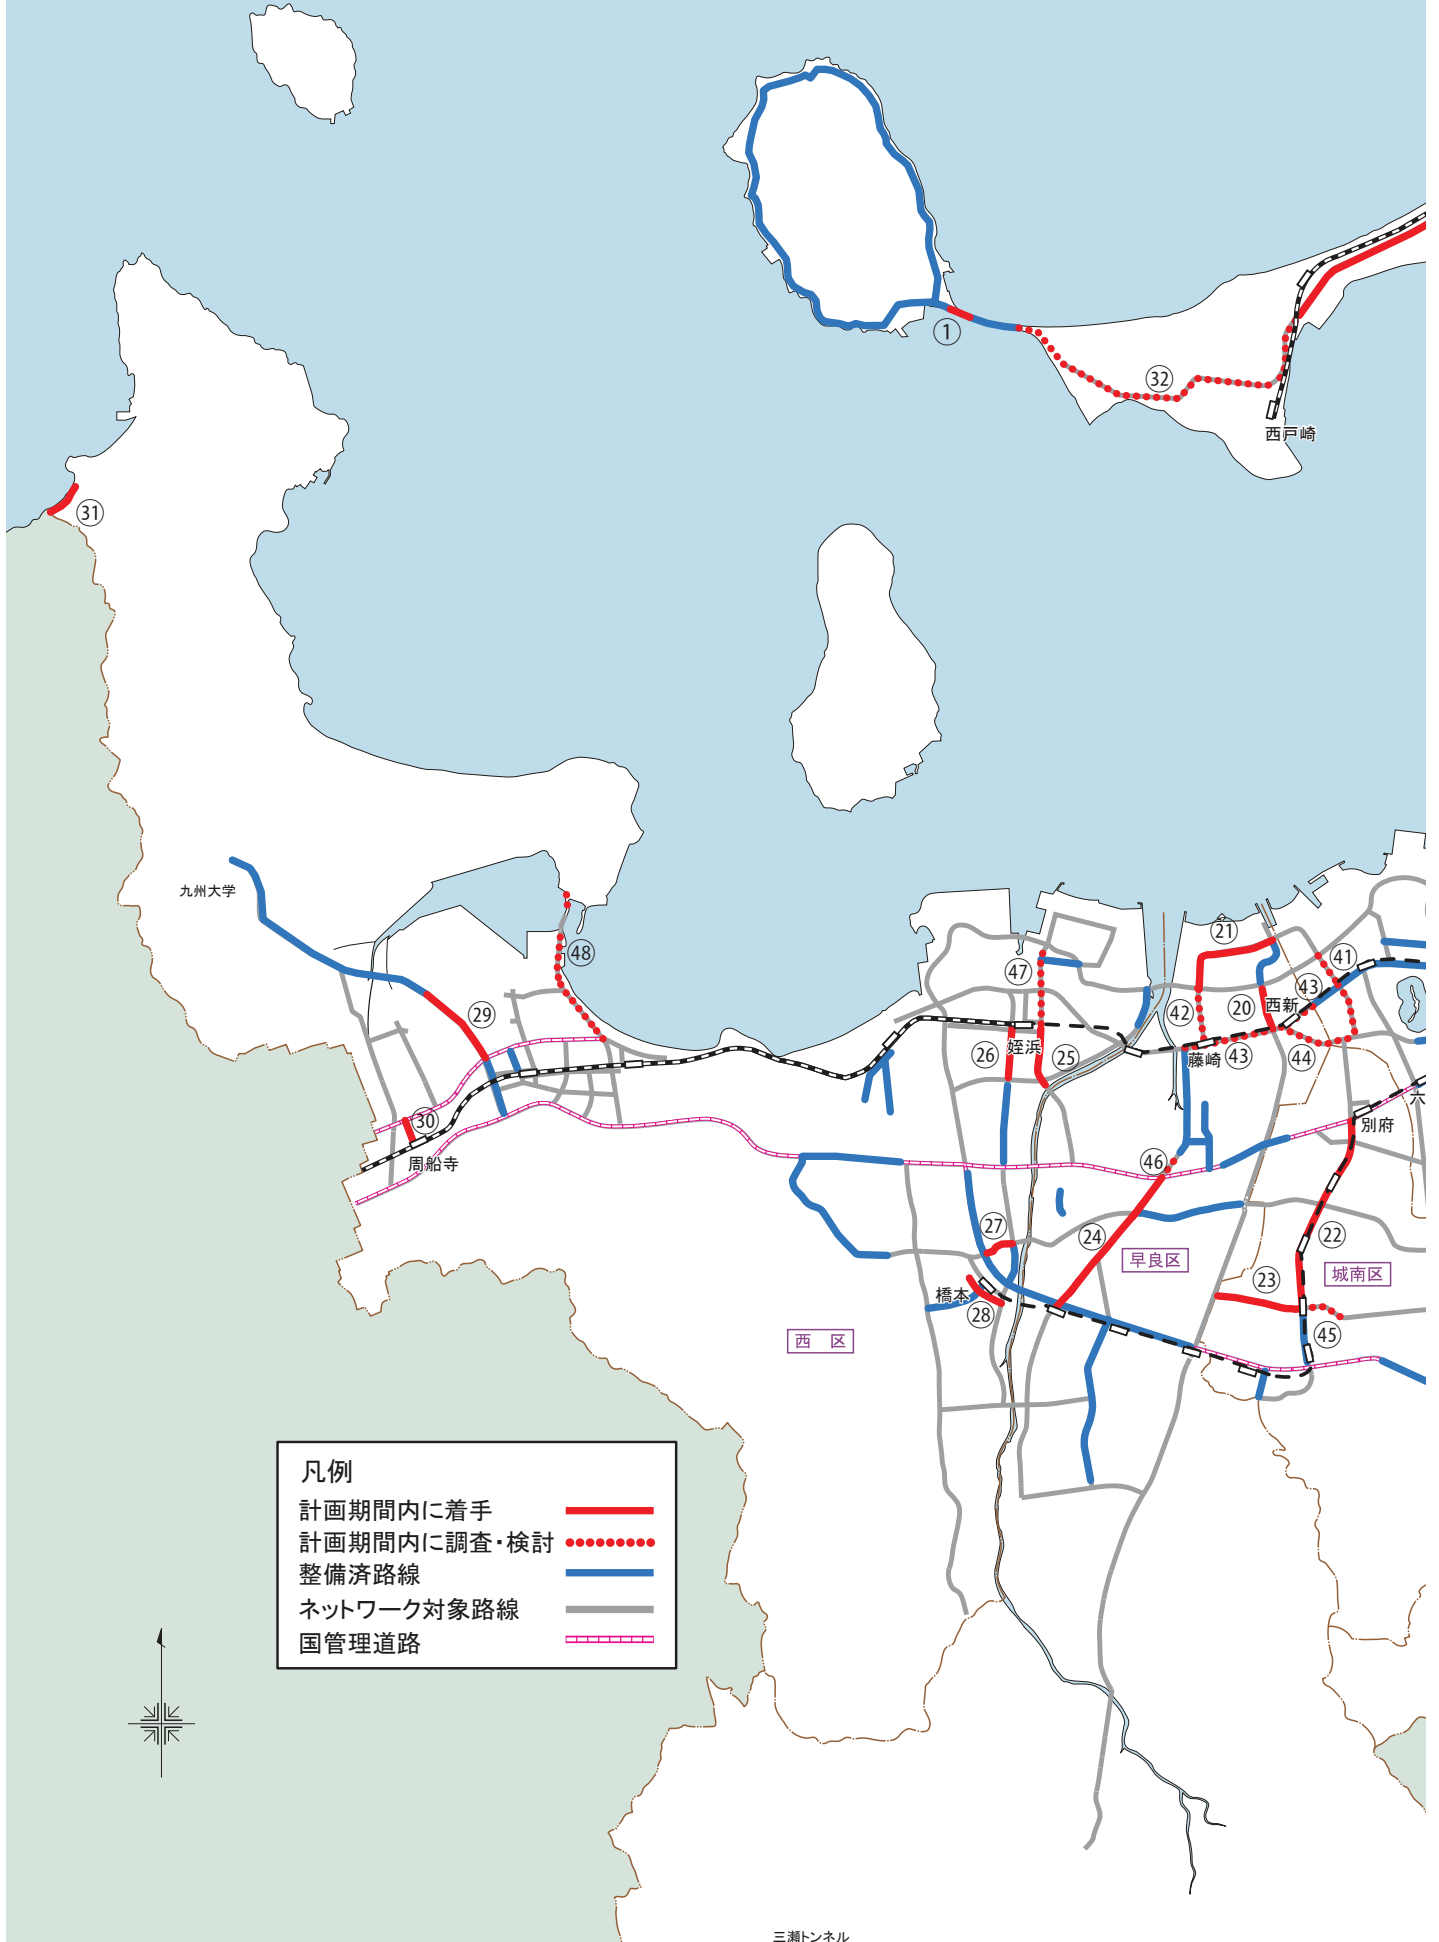 ①
㉜
西戸崎
㉛
九州大学
㊽
㉑
㊶
㊼
㊸
㉙
⑳
西新
㊷
㉖
姪浜
㉕
藤崎
㊸
㊹
六
㉚
別府
周船寺
㊻
㉗
㉔
㉒
早良区
㉓
城南区
橋本
㉘
西 区
㊺
凡例
計画期間内に着手
計画期間内に調査・検討
整備済路線
ネットワーク対象路線
国管理道路
三瀬トンネル